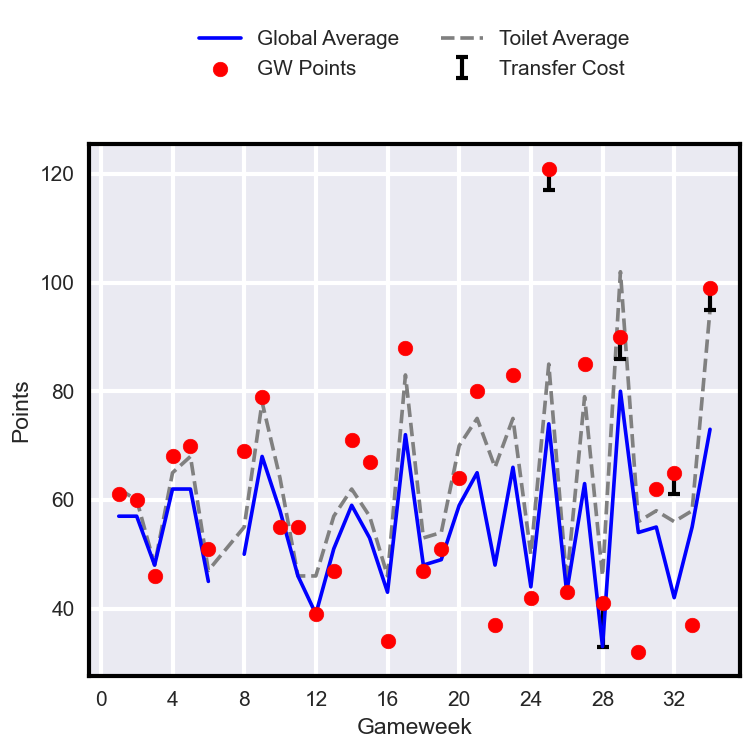 Global Average Toilet Average
GW Points Transfer Cost
120
100
80
60
40
Points
0 4 8 12 16 20 24 28 32
Gameweek